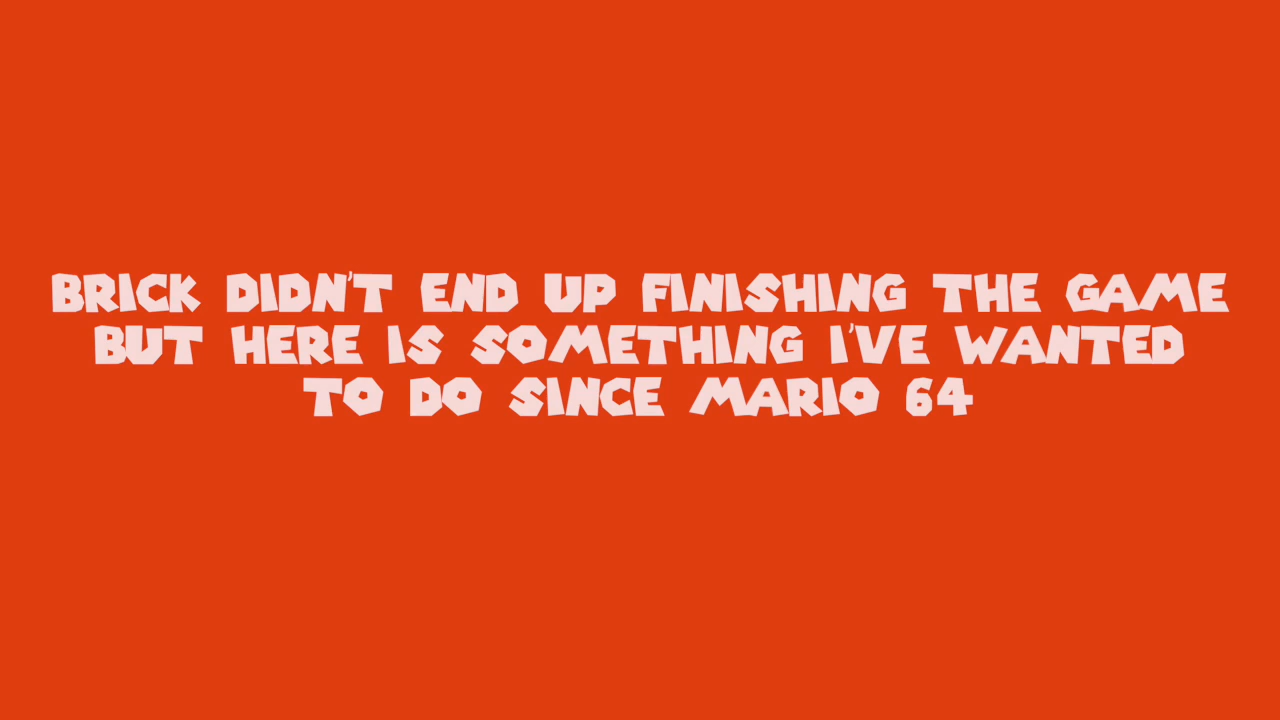 BRICK DIDN'T END UP FINISHING THE GAME
BUT HERE IS SOMETHING I'VE WANTED
TO DO SINCE MARIO 64